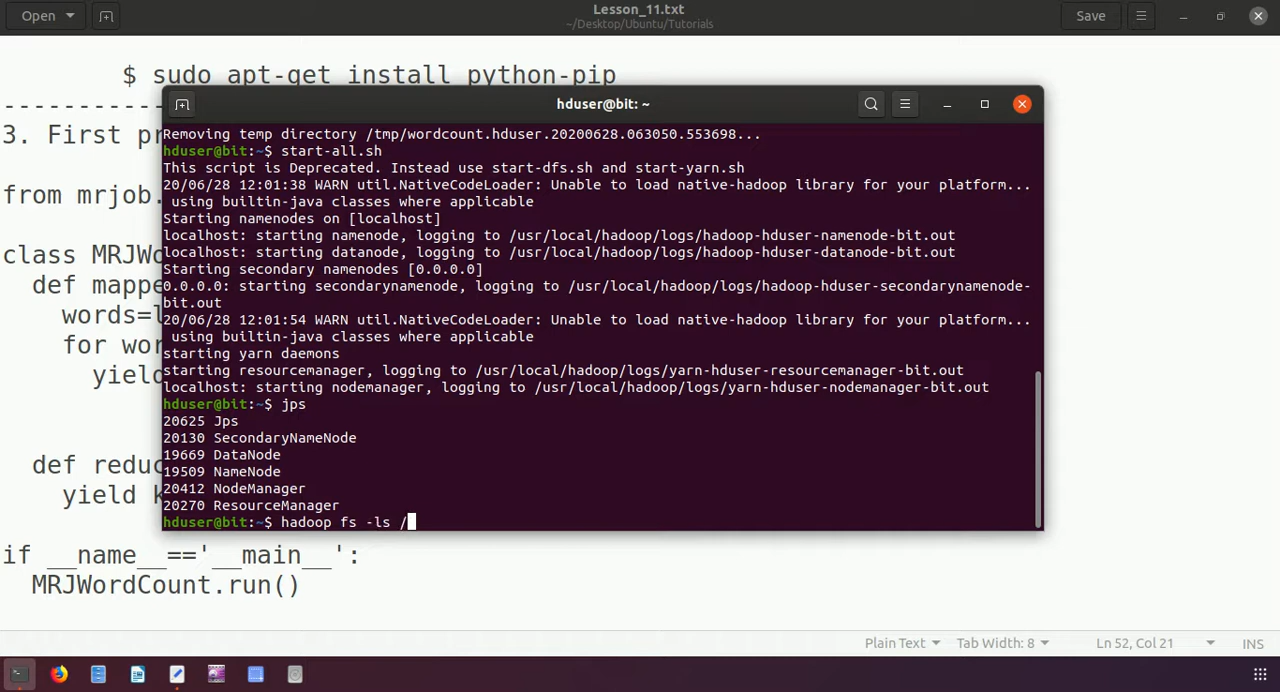 Open
Lesson_11.txt
~/Desktop/Ubuntu/Tutorials
Save
$ sudo apt-get install python-pip
hduser@bit: ~
3. First pr
from mrjob.
class MRJWo
def mappe
words=l
for wor
yield
def reduc
yield k
if __name__=='__main__':
MRJWordCount.run()
Removing temp directory /tmp/wordcount.hduser.20200628.063050.553698...
hduser@bit:~$ start-all.sh
This script is Deprecated. Instead use start-dfs.sh and start-yarn.sh
20/06/28 12:01:38 WARN util.NativeCodeLoader: Unable to load native-hadoop library for your platform...
using builtin-java classes where applicable
Starting namenodes on [localhost]
localhost: starting namenode, logging to /usr/local/hadoop/logs/hadoop-hduser-namenode-bit.out
localhost: starting datanode, logging to /usr/local/hadoop/logs/hadoop-hduser-datanode-bit.out
Starting secondary namenodes [0.0.0.0]
0.0.0.0: starting secondarynamenode, logging to /usr/local/hadoop/logs/hadoop-hduser-secondarynamenode-
bit.out
20/06/28 12:01:54 WARN util.NativeCodeLoader: Unable to load native-hadoop library for your platform...
using builtin-java classes where applicable
starting yarn daemons
starting resourcemanager, logging to /usr/local/hadoop/logs/yarn-hduser-resourcemanager-bit.out
localhost: starting nodemanager, logging to /usr/local/hadoop/logs/yarn-hduser-nodemanager-bit.out
hduser@bit:~$ jps
20625 Jps
20130 SecondaryNameNode
19669 DataNode
19509 NameNode
20412 NodeManager
20270 ResourceManager
hduser@bit:~$ hadoop fs -ls /
Plain Text
Tab Width: 8
Ln 52, Col 21
INS